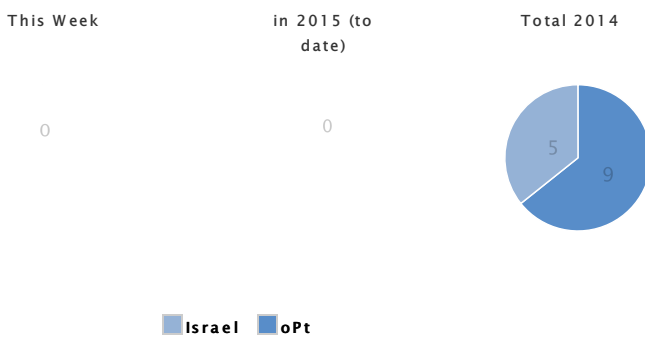 This Week
in 2015 (to
date)
Total 2014
0
0
5
9
Israel
oPt